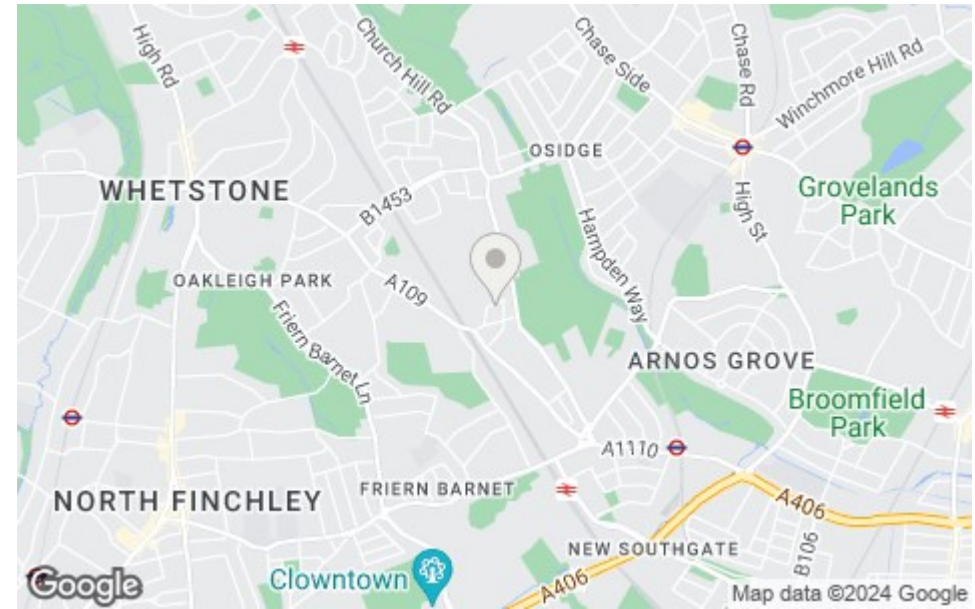 High Rd
Church Hill Rd
Chase Side
Chase Rd
Winchmore Hill Rd
OSIDGE
WHETSTONE
B1453
High St
Grovelands
Park
Hampden Way
OAKLEIGH PARK
A109
Friern Barnet Ln
ARNOS GROVE
Broomfield
Park
A1110
FRIERN BARNET
NORTH FINCHLEY
A406
B106
NEW SOUTHGATE
Clowntown
A406
Google
Map data ©2024 Google